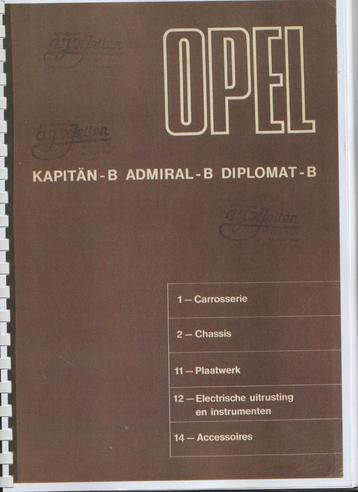 OPEL
KAPITÄN-B ADMIRAL-B DIPLOMAT-B
1 — Carrosserie
2 — Chassis
11 — Plaatwerk
12 — Electrische uitrusting
en instrumenten
14 — Accessoires